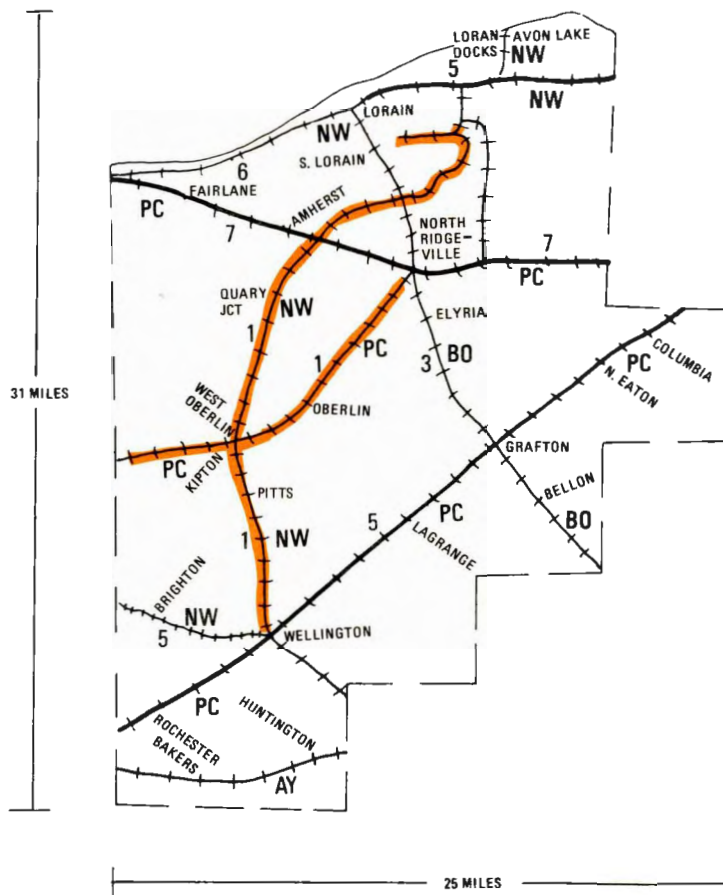 LORAN
DOCKS
AVON LAKE
NW
5
NW
LORAIN
NW
S. LORAIN
6
FAIRLANE
PC
AMHERST
7
NORTH
RIDGE-
VILLE
7
PC
QUARY
JCT
NW
1
ELYRIA
1
PC
3
BO
COLUMBIA
PC
N. EATON
31 MILES
WEST
OBERLIN
OBERLIN
PC
KIPTON
GRAFTON
PITTS
BELLON
PC
5
BO
1
NW
LAGRANGE
BRIGHTON
NW
5
WELLINGTON
PC
HUNTINGTON
ROCHESTER
BAKERS
AY
25 MILES